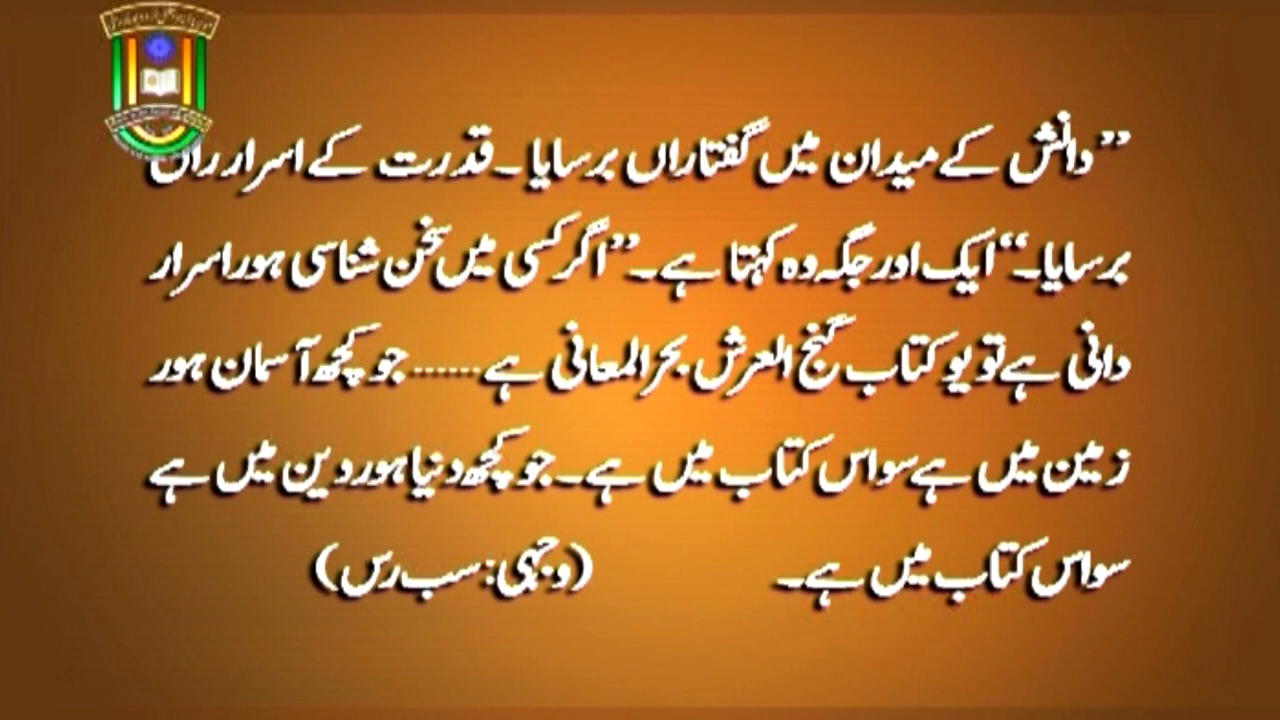 ”دانش کے میدان میں گفتاراں برسایا۔ قدرت کے اسرار راں
برسایا۔“ ایک اور جگہ وہ کہتا ہے۔ ”اگر کسی میں سخن شناسی ہور اسرار
دانی ہے تو یو کتاب گنج العرش بحر المعانی ہے...... جو کچھ آسمان ہور
زمین میں ہے سو اس کتاب میں ہے۔ جو کچھ دنیا ہور دین میں ہے
سو اس کتاب میں ہے۔ (وجہی: سب رس)